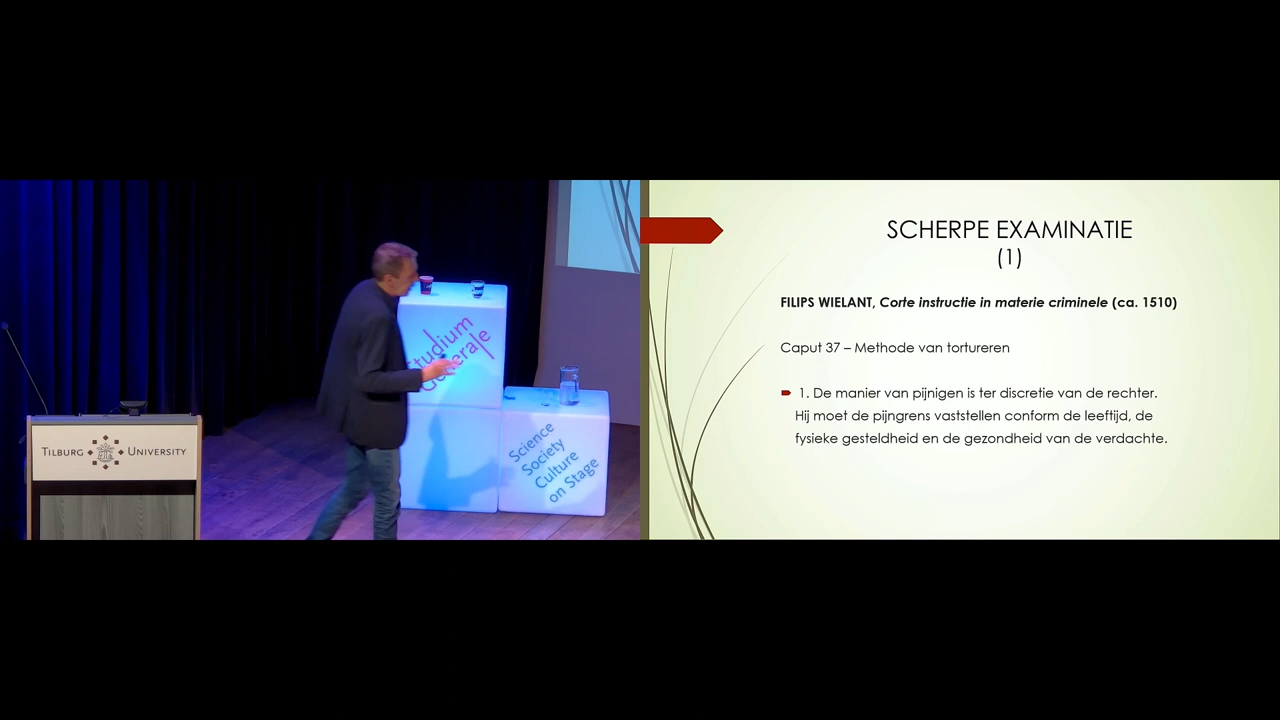 TILBURG UNIVERSITY
Studium
Generale
Science
Society
Culture
on Stage
SCHERPE EXAMINATIE
(1)
FILIPS WIELANT, Corte instructie in materie criminele (ca. 1510)
Caput 37 – Methode van tortureren
1. De manier van pijnigen is ter discretie van de rechter.
Hij moet de pijngrens vaststellen conform de leeftijd, de
fysieke gesteldheid en de gezondheid van de verdachte.